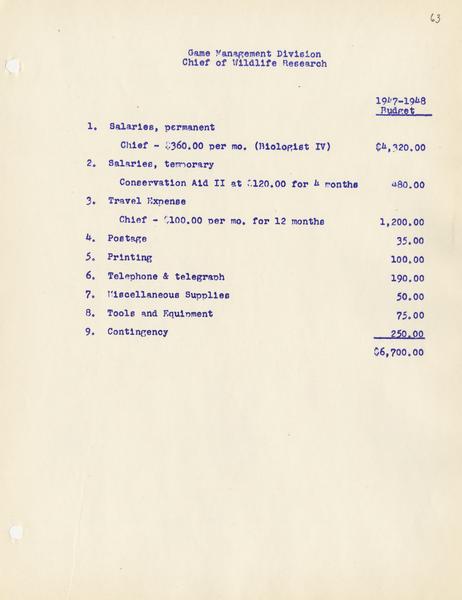 63
Game Management Division
Chief of Wildlife Research
1947-1948
Budget
1. Salaries, permanent
Chief - $360.00 per mo. (Biologist IV) $4,320.00
2. Salaries, temporary
Conservation Aid II at $120.00 for 4 months 480.00
3. Travel Expense
Chief - $100.00 per mo. for 12 months 1,200.00
4. Postage 35.00
5. Printing 100.00
6. Telephone & telegraph 190.00
7. Miscellaneous Supplies 50.00
8. Tools and Equipment 75.00
9. Contingency 250.00
$6,700.00